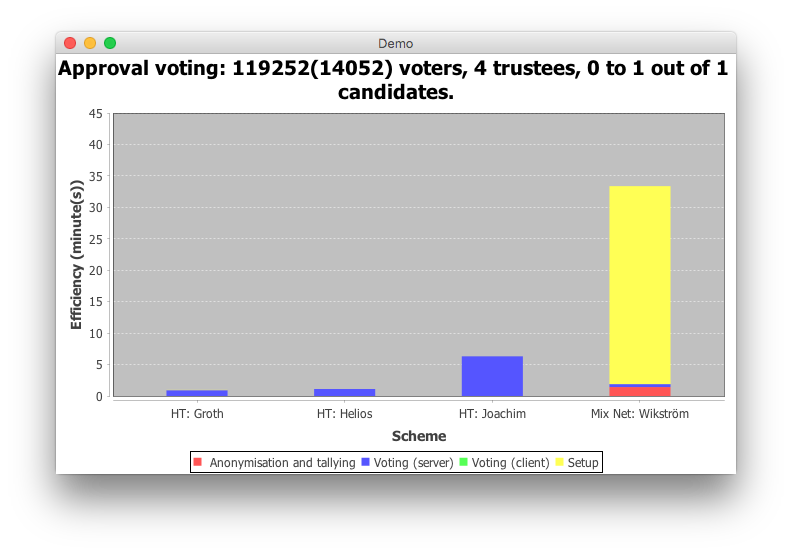 Demo
Approval voting: 119252(14052) voters, 4 trustees, 0 to 1 out of 1
candidates.
45
40
35
30
25
20
15
10
5
0
Efficiency (minute(s))
HT: Groth HT: Helios HT: Joachim Mix Net: Wikström
Scheme
Anonymisation and tallying Voting (server) Voting (client) Setup